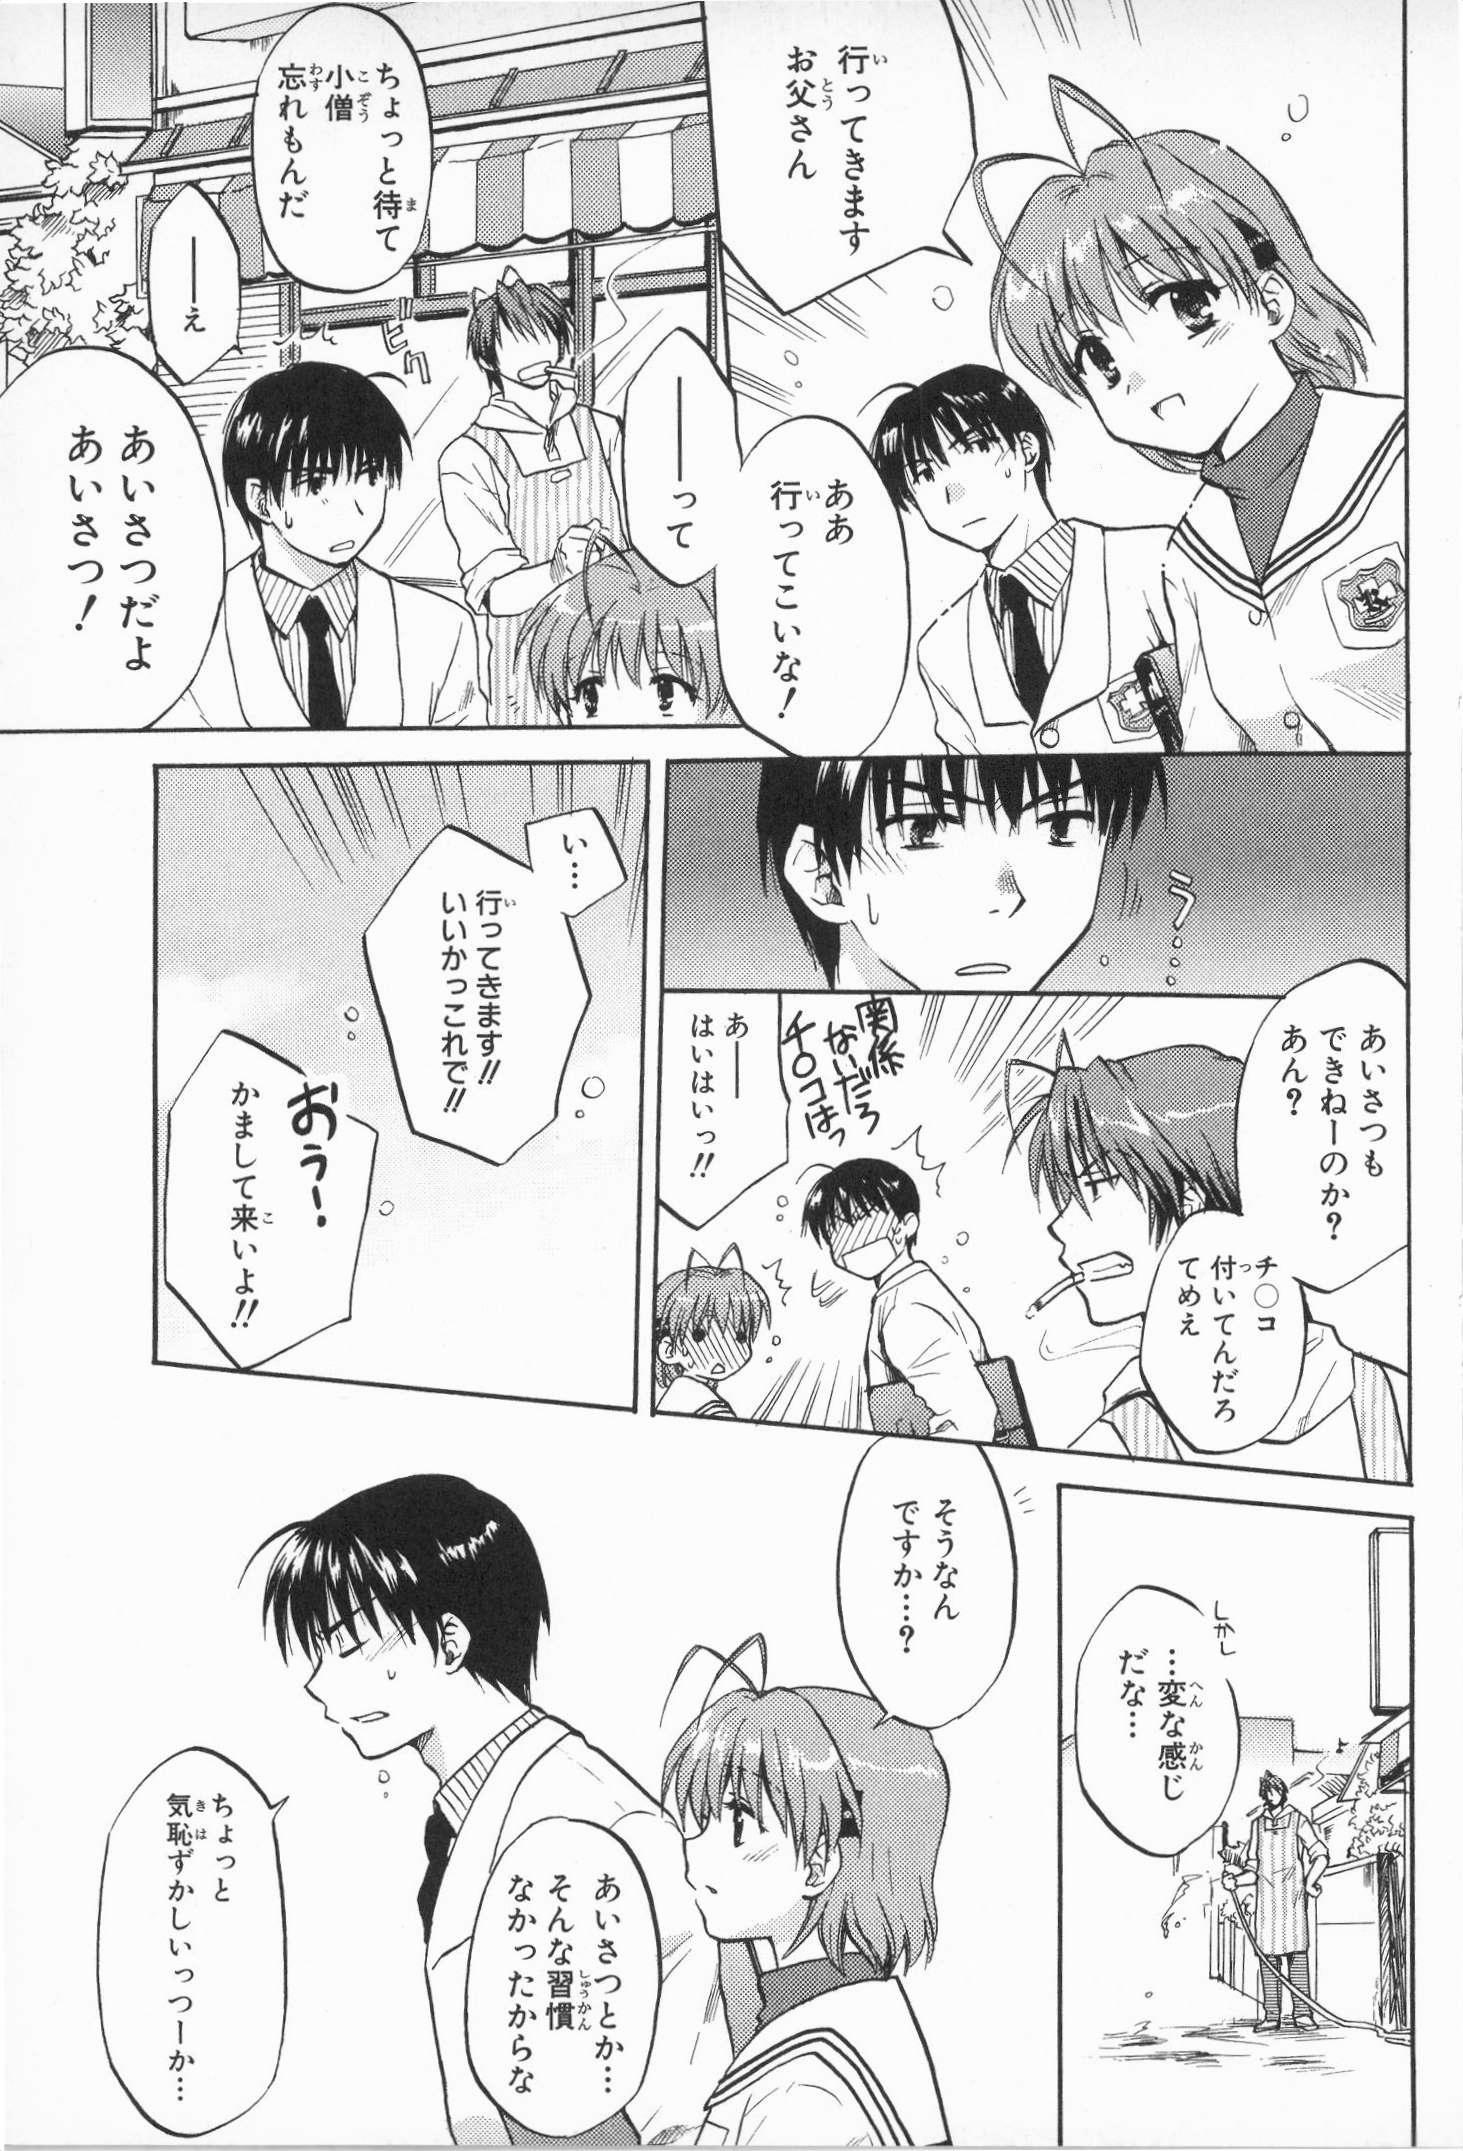 行ってきます
お父さん
ああ
行ってこいな!
――って
ちょっと待て
小僧
忘れもんだ
ビク
――え
あいさつだよ
あいさつ!
う…
あいさつも
できねーのか?
あん?
チ○コ
付いてんだろ
てめえ
関係
ないだろ
チ○コはっ
あ――
はいはいっ!!
い…
行ってきます!!
いいかっこれで!!
おぅ!
かまして来いよ!!
しかし
…変な感じ
だな…
そうなん
ですか…?
あいさつとか…
そんな習慣
なかったからな
ちょっと
気恥ずかしいっつーか…